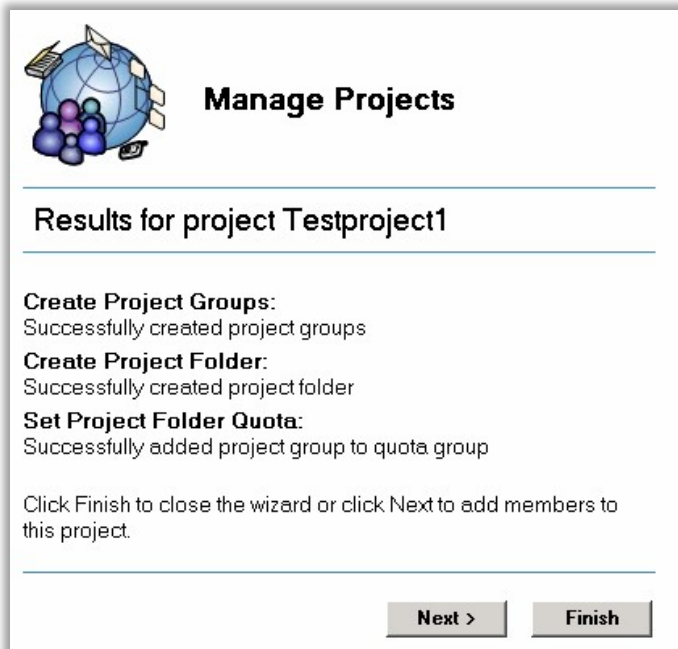 Manage Projects
Results for project Testproject1
Create Project Groups:
Successfully created project groups
Create Project Folder:
Successfully created project folder
Set Project Folder Quota:
Successfully added project group to quota group
Click Finish to close the wizard or click Next to add members to
this project.
Next >
Finish